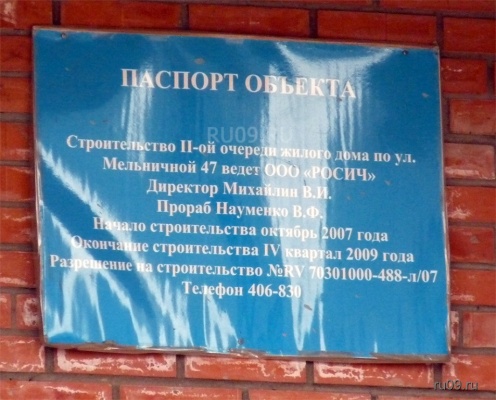 ПАСПОРТ ОБЪЕКТА
RU09.RU
Строительство II-ой очереди жилого дома по ул.
Мельничной 47 ведет ООО «РОСИЧ»
Директор Михайлин В.И.
Прораб Науменко В.Ф.
Начало строительства октябрь 2007 года
Окончание строительства IV квартал 2009 года
Разрешение на строительство №RV 70301000-488-л/07
Телефон 406-830
ru09.ru